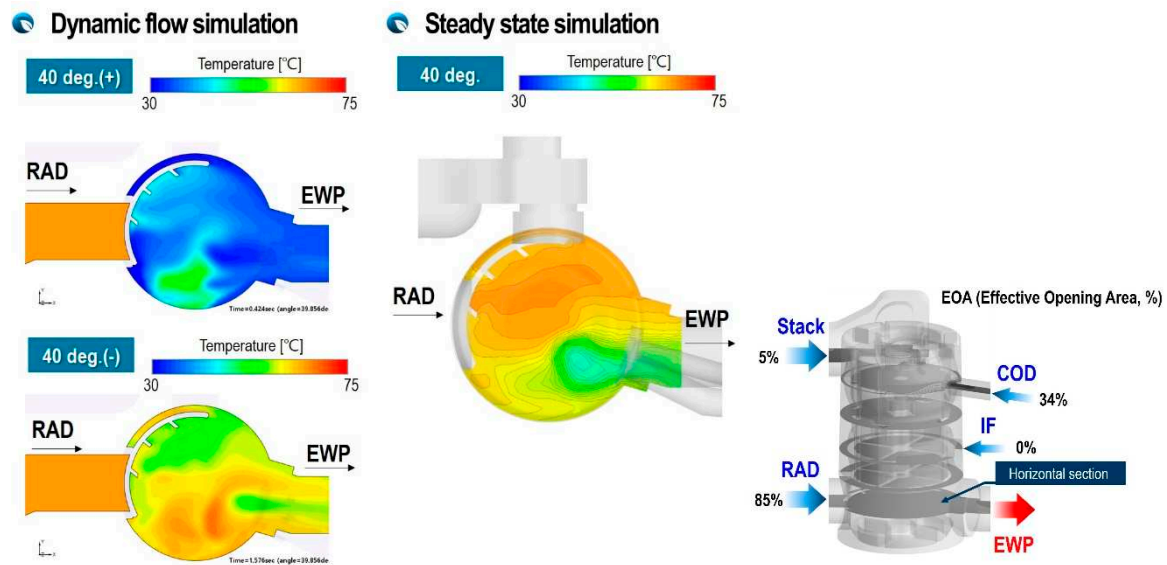 Dynamic flow simulation
40 deg.(+)
Temperature [℃]
30
75
RAD
EWP
Time=0.424sec (angle=39.856de
40 deg.(-)
Temperature [℃]
30
75
RAD
EWP
Time=1.576sec (angle=39.856de
Steady state simulation
40 deg.
Temperature [℃]
30
75
RAD
EWP
EOA (Effective Opening Area, %)
Stack
5%
COD
34%
IF
0%
RAD
85%
Horizontal section
EWP